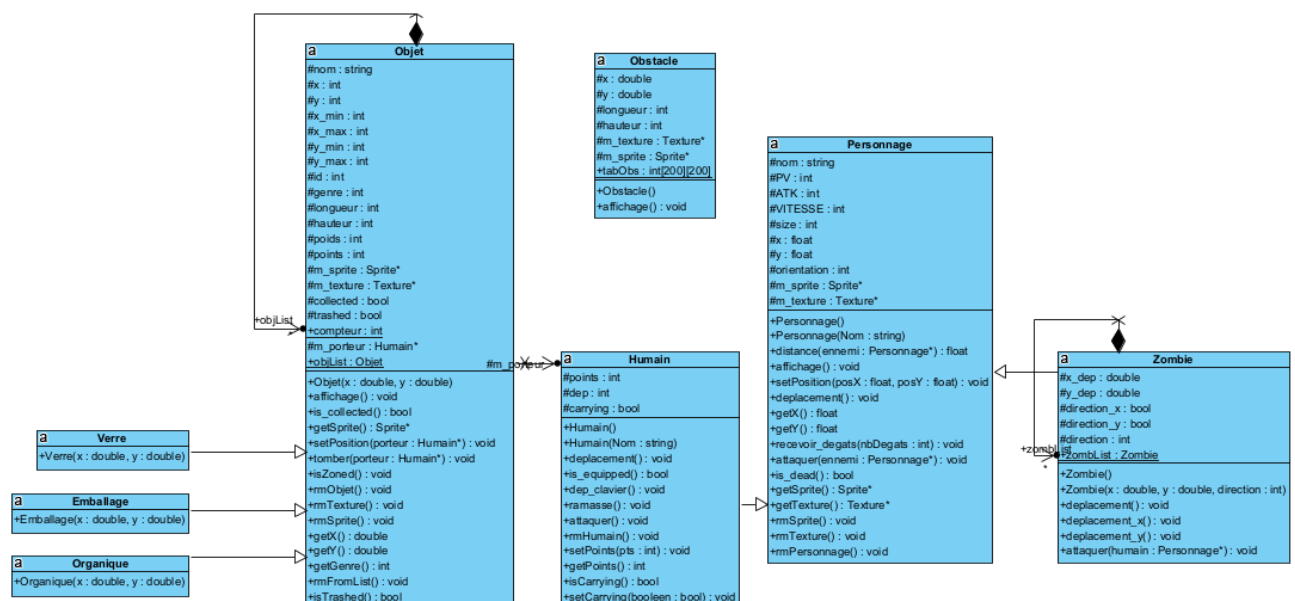 a
Objet
#nom : string
#x : int
#y : int
#x_min : int
#x_max : int
#y_min : int
#y_max : int
#id : int
#genre : int
#longueur : int
#hauteur : int
#poids : int
#points : int
#m_sprite : Sprite*
#m_texture : Texture*
#collected : bool
#trashed : bool
+compteur : int
#m_porteur : Humain*
+objList : Objet
+Objet(x : double, y : double)
+affichage() : void
+is_collected() : bool
+getSprite() : Sprite*
+setPosition(porteur : Humain*) : void
+tomber(porteur : Humain*) : void
+isZoned() : void
+rmObjet() : void
+rmTexture() : void
+rmSprite() : void
+getX() : double
+getY() : double
+getGenre() : int
+rmFromList() : void
+isTrashed() : bool
+objList
*
a
Verre
+Verre(x : double, y : double)
a
Emballage
+Emballage(x : double, y : double)
a
Organique
+Organique(x : double, y : double)
a
Obstacle
#x : double
#y : double
#longueur : int
#hauteur : int
#m_texture : Texture*
#m_sprite : Sprite*
+tabObs : int[200][200]
+Obstacle()
+affichage() : void
#m_porteur
a
Humain
#points : int
#dep : int
#carrying : bool
+Humain()
+Humain(Nom : string)
+deplacement() : void
+is_equipped() : bool
+dep_clavier() : void
+ramasse() : void
+attaquer() : void
+rmHumain() : void
+setPoints(pts : int) : void
+getPoints() : int
+isCarrying() : bool
+setCarrying(booleen : bool) : void
a
Personnage
#nom : string
#PV : int
#ATK : int
#VITESSE : int
#size : int
#x : float
#y : float
#orientation : int
#m_sprite : Sprite*
#m_texture : Texture*
+Personnage()
+Personnage(Nom : string)
+distance(ennemi : Personnage*) : float
+affichage() : void
+setPosition(posX : float, posY : float) : void
+deplacement() : void
+getX() : float
+getY() : float
+recevoir_degats(nbDegats : int) : void
+attaquer(ennemi : Personnage*) : void
+is_dead() : bool
+getSprite() : Sprite*
+getTexture() : Texture*
+rmSprite() : void
+rmTexture() : void
+rmPersonnage() : void
a
Zombie
#x_dep : double
#y_dep : double
#direction_x : bool
#direction_y : bool
#direction : int
+zombList : Zombie
+Zombie()
+Zombie(x : double, y : double, direction : int)
+deplacement() : void
+deplacement_x() : void
+deplacement_y() : void
+attaquer(humain : Personnage*) : void
+zombList
*